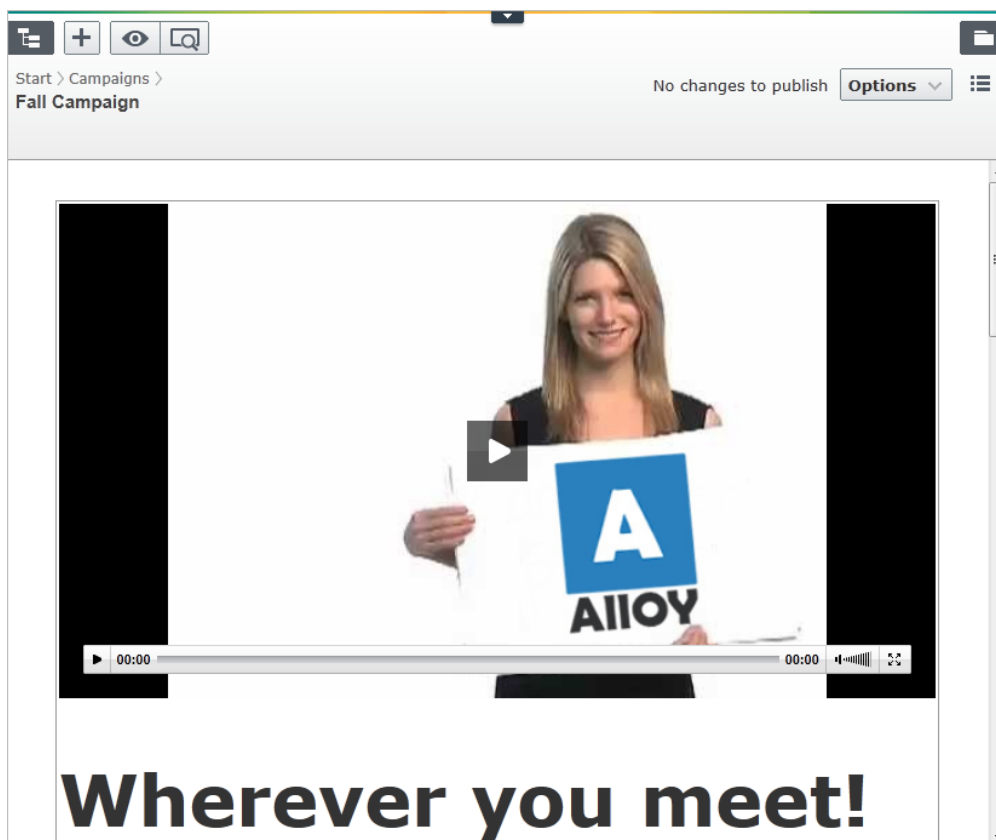 Start > Campaigns >
Fall Campaign
No changes to publish
Options
A
Alloy
00:00
00:00
Wherever you meet!